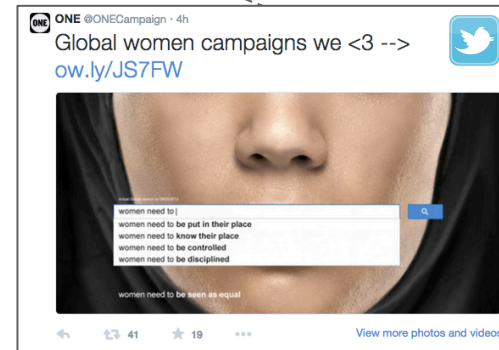 ONE
ONE @ONECampaign · 4h
Global women campaigns we <3 -->
ow.ly/JS7FW
women need to
women need to be put in their place
women need to know their place
women need to be controlled
women need to be disciplined
women need to be seen as equal
41 19
View more photos and videos